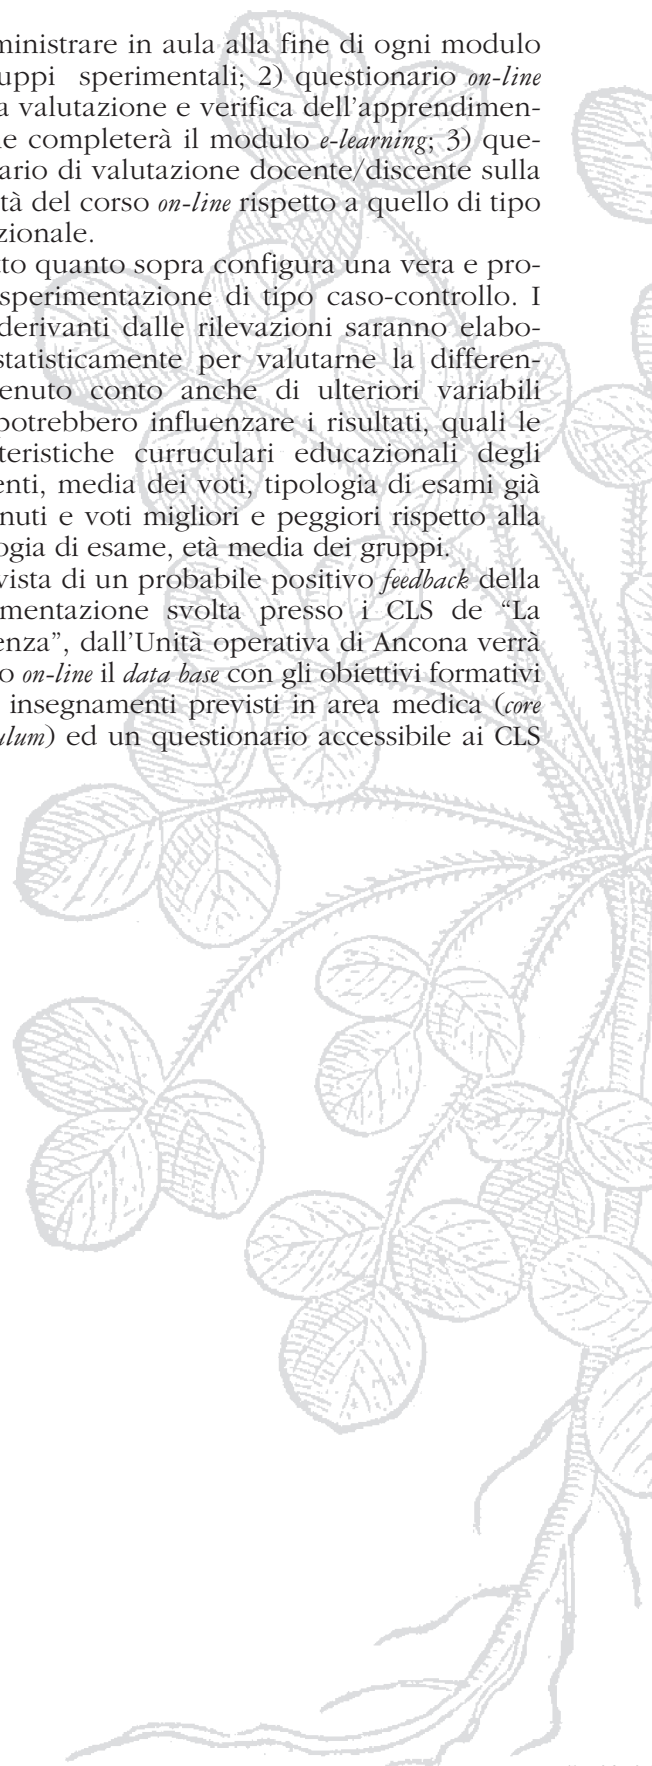 ministrare in aula alla fine di ogni modulo
uppi sperimentali; 2) questionario on-line
a valutazione e verifica dell'apprendimen-
e completerà il modulo e-learning; 3) que-
ario di valutazione docente/discente sulla
tà del corso on-line rispetto a quello di tipo
zionale.
tto quanto sopra configura una vera e pro-
sperimentazione di tipo caso-controllo. I
derivanti dalle rilevazioni saranno elabo-
statisticamente per valutarne la differen-
enuto conto anche di ulteriori variabili
potrebbero influenzare i risultati, quali le
tteristiche curruculari educazionali degli
enti, media dei voti, tipologia di esami già
nuti e voti migliori e peggiori rispetto alla
ogia di esame, età media dei gruppi.
vista di un probabile positivo feedback della
imentazione svolta presso i CLS de “La
enza”, dall'Unità operativa di Ancona verrà
o on-line il data base con gli obiettivi formativi
insegnamenti previsti in area medica (core
ulum) ed un questionario accessibile ai CLS